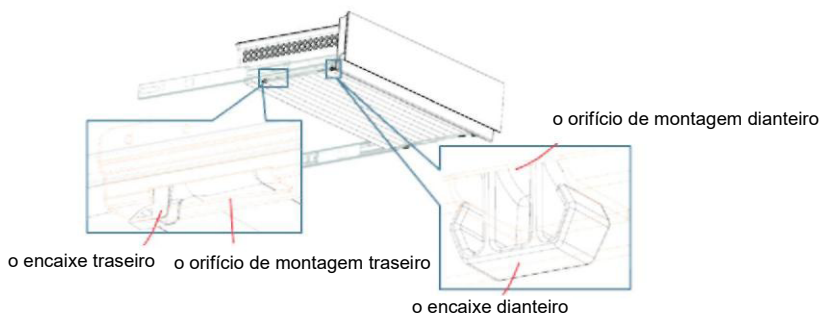 o orifício de montagem dianteiro
o encaixe traseiro
o orifício de montagem traseiro
o encaixe dianteiro